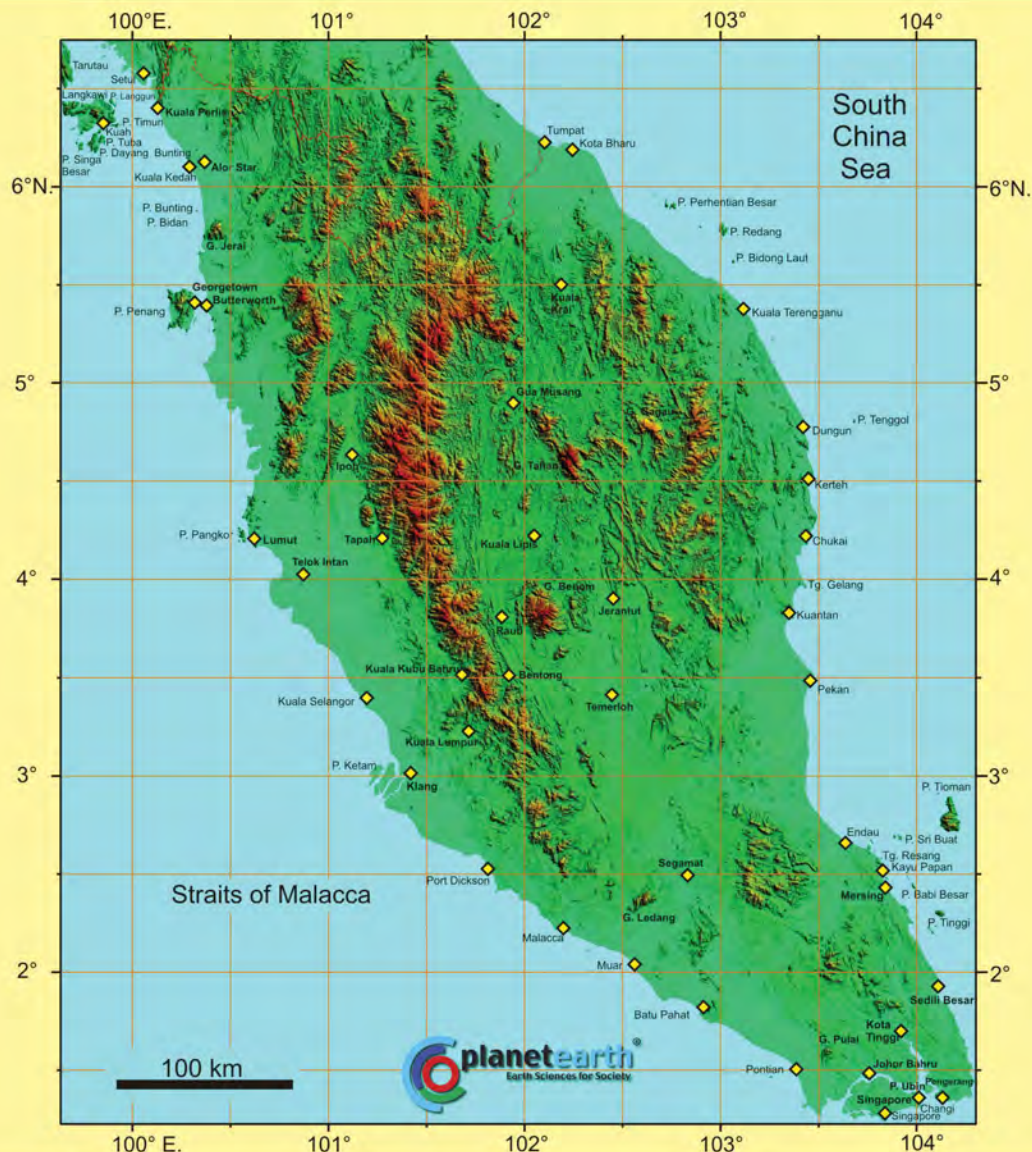 100°E.
101°
102°
103°
104°
Tarutau
Setul
Langkawi
P. Langgun
Kuala Perlis
P. Timun
Kuah
P. Tuba
P. Dayang Bunting
P. Singa
Besar
Alor Star
Kuala Kedah
Tumpat
Kota Bharu
South
China
Sea
6°N.
6°N.
P. Bunting
P. Bidan
G. Jerai
P. Perhentian Besar
P. Redang
P. Bidong Laut
Georgetown
Butterworth
P. Penang
Kuala
Krai
Kuala Terengganu
5°
5°
Gua Musang
G. Gagau
P. Tenggol
Dungun
Ipoh
G. Tahan
Kerteh
P. Pangkor
Lumut
Tapah
Kuala Lipis
Chukai
Telok Intan
4°
4°
G. Benom
Tg. Gelang
Jerantut
Raub
Kuantan
Kuala Kubu Bahru
Bentong
Pekan
Kuala Selangor
Temerloh
Kuala Lumpur
P. Ketam
Klang
3°
3°
P. Tioman
Endau
P. Sri Buat
Tg. Resang
Kayu Papan
Segamat
Port Dickson
Mersing
P. Babi Besar
Straits of Malacca
G. Ledang
P. Tinggi
Malacca
Muar
2°
2°
Sedili Besar
Batu Pahat
Kota
Tinggi
G. Pulai
planetearth
®
Earth Sciences for Society
100 km
Pontian
Johor Bahru
P. Ubin
Pengerang
Singapore
Changi
Singapore
100° E.
101°
102°
103°
104°